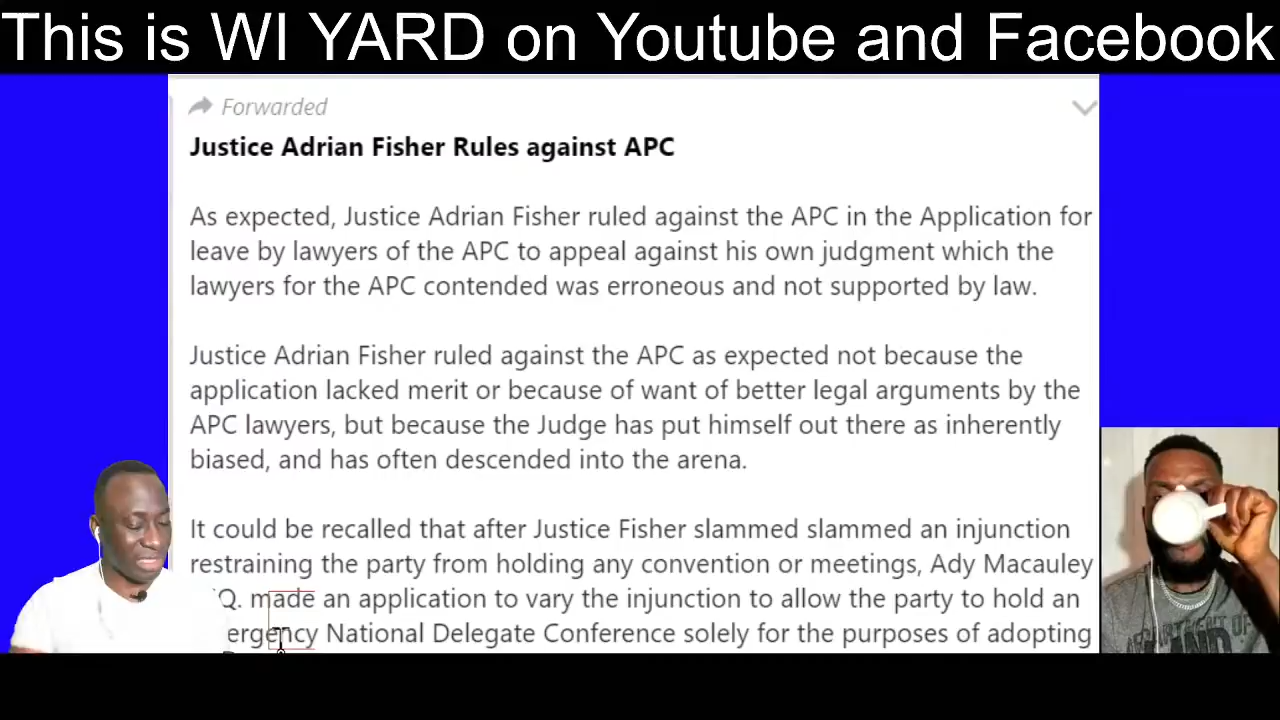 This is WI YARD on Youtube and Facebook
Forwarded
Justice Adrian Fisher Rules against APC
As expected, Justice Adrian Fisher ruled against the APC in the Application for
leave by lawyers of the APC to appeal against his own judgment which the
lawyers for the APC contended was erroneous and not supported by law.
Justice Adrian Fisher ruled against the APC as expected not because the
application lacked merit or because of want of better legal arguments by the
APC lawyers, but because the Judge has put himself out there as inherently
biased, and has often descended into the arena.
It could be recalled that after Justice Fisher slammed slammed an injunction
restraining the party from holding any convention or meetings, Ady Macauley
made an application to vary the injunction to allow the party to hold an
National Delegate Conference solely for the purposes of adopting